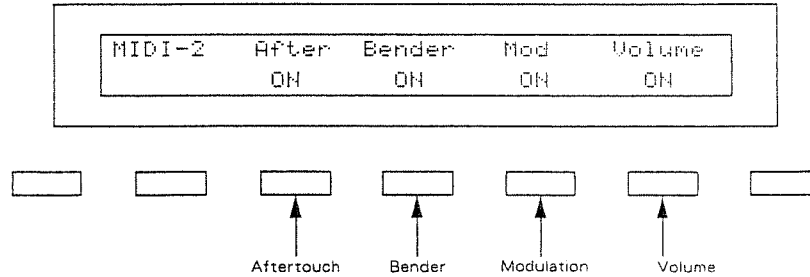 MIDI-2 After Bender Mod Volume
ON ON ON ON
Aftertouch Bender Modulation Volume